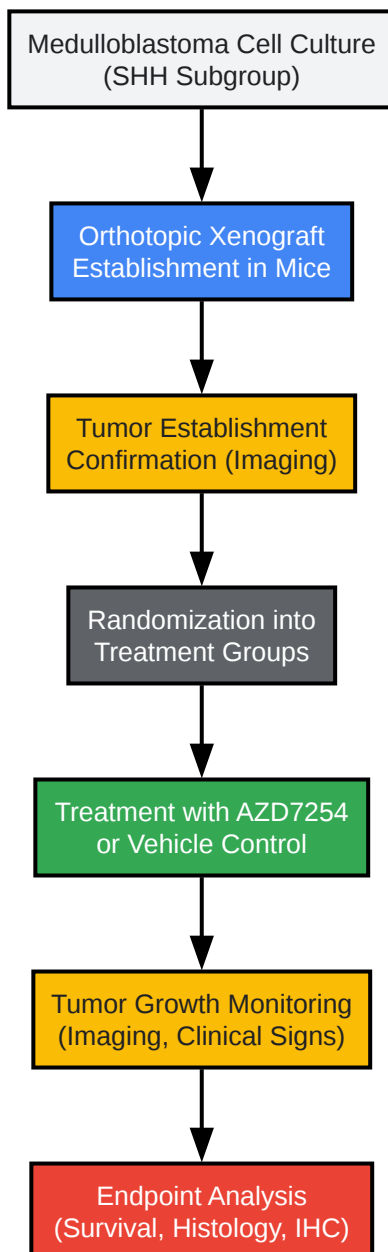 Medulloblastoma Cell Culture
(SHH Subgroup)
Orthotopic Xenograft
Establishment in Mice
Tumor Establishment
Confirmation (Imaging)
Randomization into
Treatment Groups
Treatment with AZD7254
or Vehicle Control
Tumor Growth Monitoring
(Imaging, Clinical Signs)
Endpoint Analysis
(Survival, Histology, IHC)